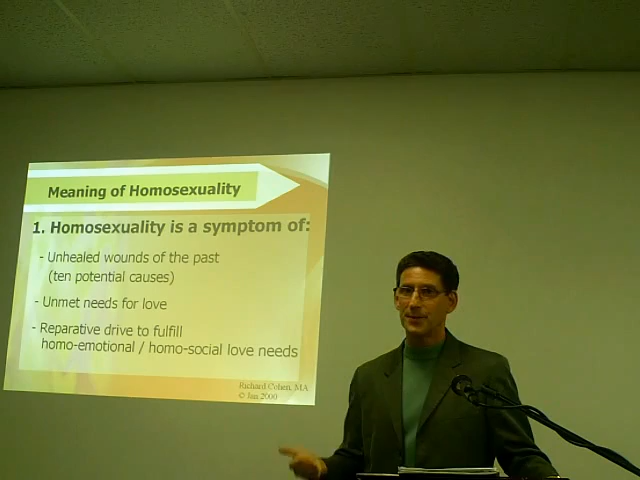 Meaning of Homosexuality
1. Homosexuality is a symptom of:
- Unhealed wounds of the past
(ten potential causes)
- Unmet needs for love
- Reparative drive to fulfill
homo-emotional / homo-social love needs
Richard Cohen, MA
© Jan 2000